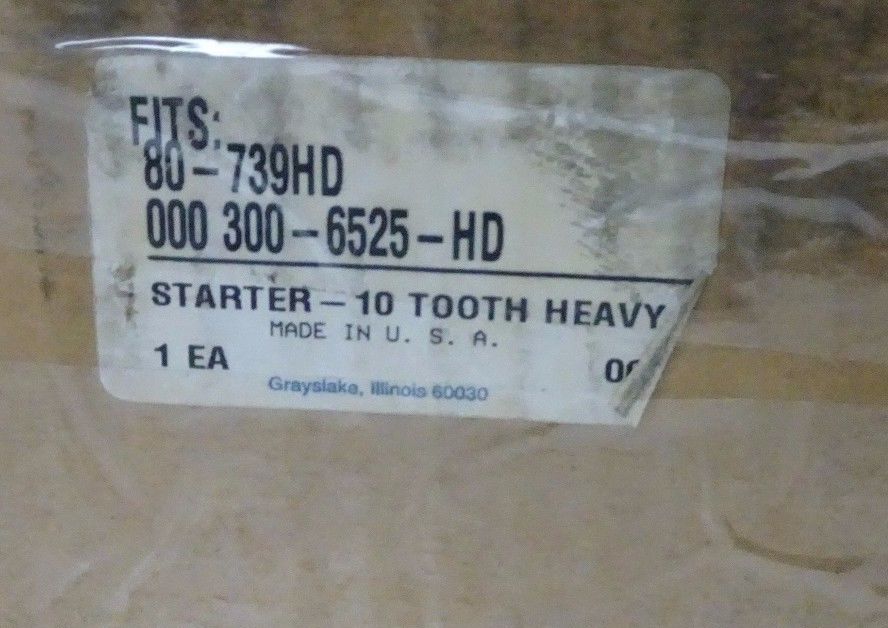 FITS:
80-739HD
000 300-6525-HD
STARTER-10 TOOTH HEAVY
MADE IN U. S. A.
1 EA
Grayslake, Illinois 60030